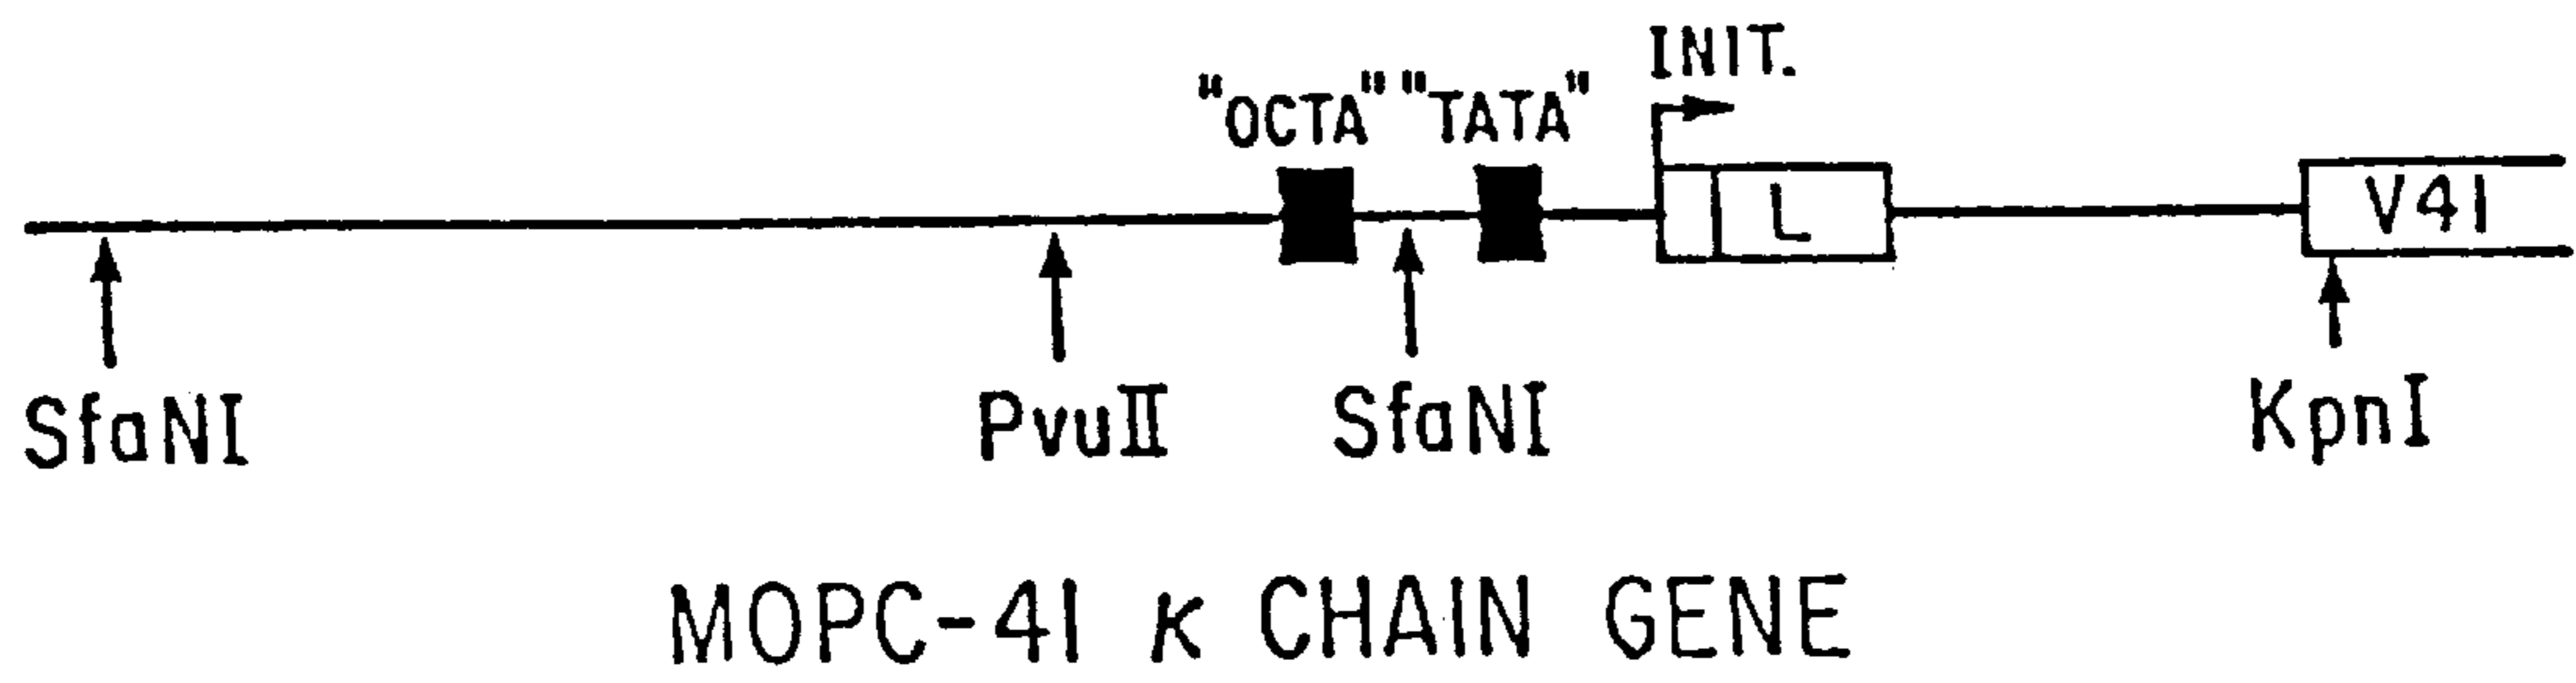 INIT.
"OCTA" "TATA"
L
V41
SfaNI
PvuII
SfaNI
KpnI
MOPC-41 κ CHAIN GENE